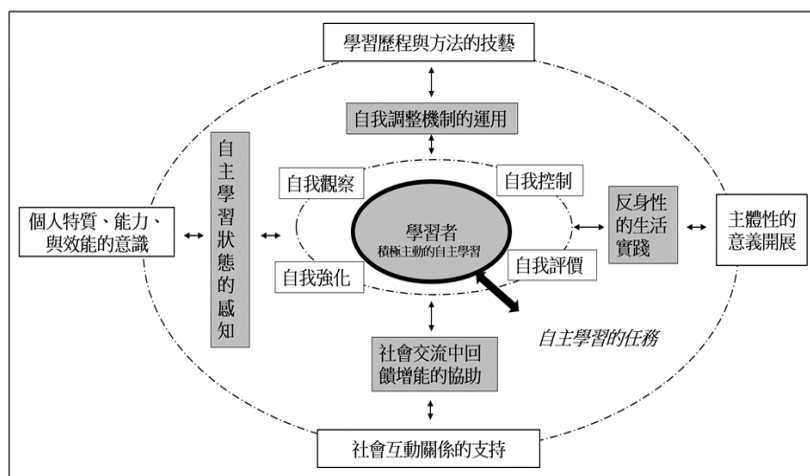 學習歷程與方法的技藝
自我調整機制的運用
自我觀察
自我控制
個人特質、能力、
與效能的意識
自主學習狀態的感知
學習者
積極主動的自主學習
反身性
的生活
實踐
主體性的
意義開展
自我強化
自我評價
自主學習的任務
社會交流中回
饋增能的協助
社會互動關係的支持